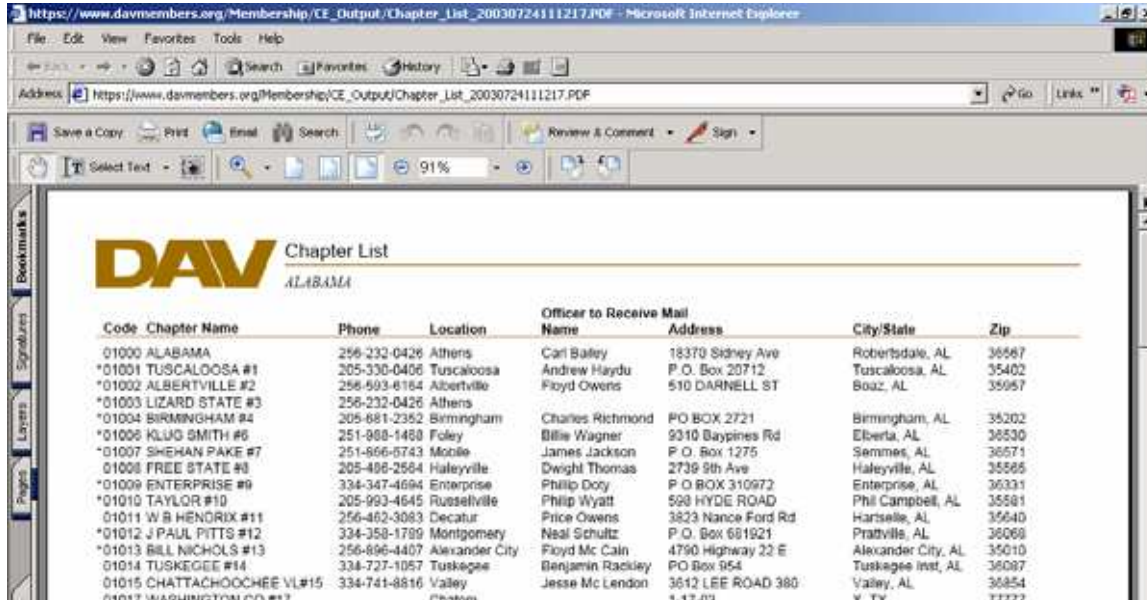 https://www.davmembers.org/Membership/CE_Output/Chapter_List_20030724111217.PDF - Microsoft Internet Explorer
File Edit View Favorites Tools Help
Back Search Favorites History
Address https://www.davmembers.org/Membership/CE_Output/Chapter_List_20030724111217.PDF Go Links »
Save a Copy Print Email Search Review & Comment Sign
Select Text 91%
Bookmarks
Signatures
Layers
Pages
DAV Chapter List
ALABAMA
Officer to Receive Mail
Code Chapter Name Phone Location Name Address City/State Zip
01000 ALABAMA 256-232-0426 Athens Carl Bailey 18370 Sidney Ave Robertsdale, AL 36567
*01001 TUSCALOOSA #1 205-330-0406 Tuscaloosa Andrew Haydu P.O. Box 20712 Tuscaloosa, AL 35402
*01002 ALBERTVILLE #2 256-593-6164 Albertville Floyd Owens 510 DARNELL ST Boaz, AL 35957
*01003 LIZARD STATE #3 256-232-0426 Athens
*01004 BIRMINGHAM #4 205-681-2352 Birmingham Charles Richmond PO BOX 2721 Birmingham, AL 35202
*01006 KLUG SMITH #6 251-988-1468 Foley Billie Wagner 9310 Baypines Rd Elberta, AL 36530
*01007 SHEHAN PAKE #7 251-666-6743 Mobile James Jackson P.O. Box 1275 Semmes, AL 36571
01008 FREE STATE #8 205-486-2564 Haleyville Dwight Thomas 2739 9th Ave Haleyville, AL 35565
*01009 ENTERPRISE #9 334-347-4694 Enterprise Phillip Doty P O BOX 310972 Enterprise, AL 36331
*01010 TAYLOR #10 205-993-4645 Russellville Philip Wyatt 598 HYDE ROAD Phil Campbell, AL 35581
01011 W B HENDRIX #11 256-462-3083 Decatur Price Owens 3823 Nance Ford Rd Hartselle, AL 35640
*01012 J PAUL PITTS #12 334-358-1789 Montgomery Neal Schultz P.O. Box 681921 Prattville, AL 36068
*01013 BILL NICHOLS #13 256-896-4407 Alexander City Floyd Mc Cain 4790 Highway 22 E Alexander City, AL 35010
01014 TUSKEGEE #14 334-727-1057 Tuskegee Benjamin Rackley PO Box 954 Tuskegee Inst, AL 36087
01015 CHATTACHOOCHEE VL#15 334-741-8816 Valley Jesse Mc Lendon 3612 LEE ROAD 380 Valley, AL 36854
01017 WASHINGTON CO #17 Chatom 1-17-03 X, TX 77777